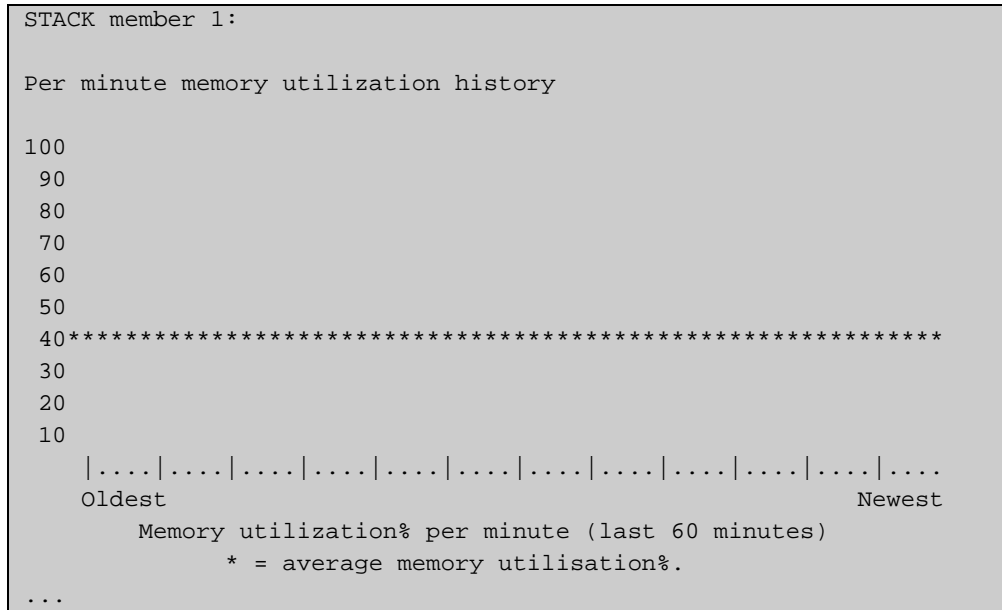 STACK member 1:
Per minute memory utilization history
100
90
80
70
60
50
40*************************************************************
30
20
10
|....|....|....|....|....|....|....|....|....|....|....|....
Oldest Newest
Memory utilization% per minute (last 60 minutes)
* = average memory utilisation%.
...